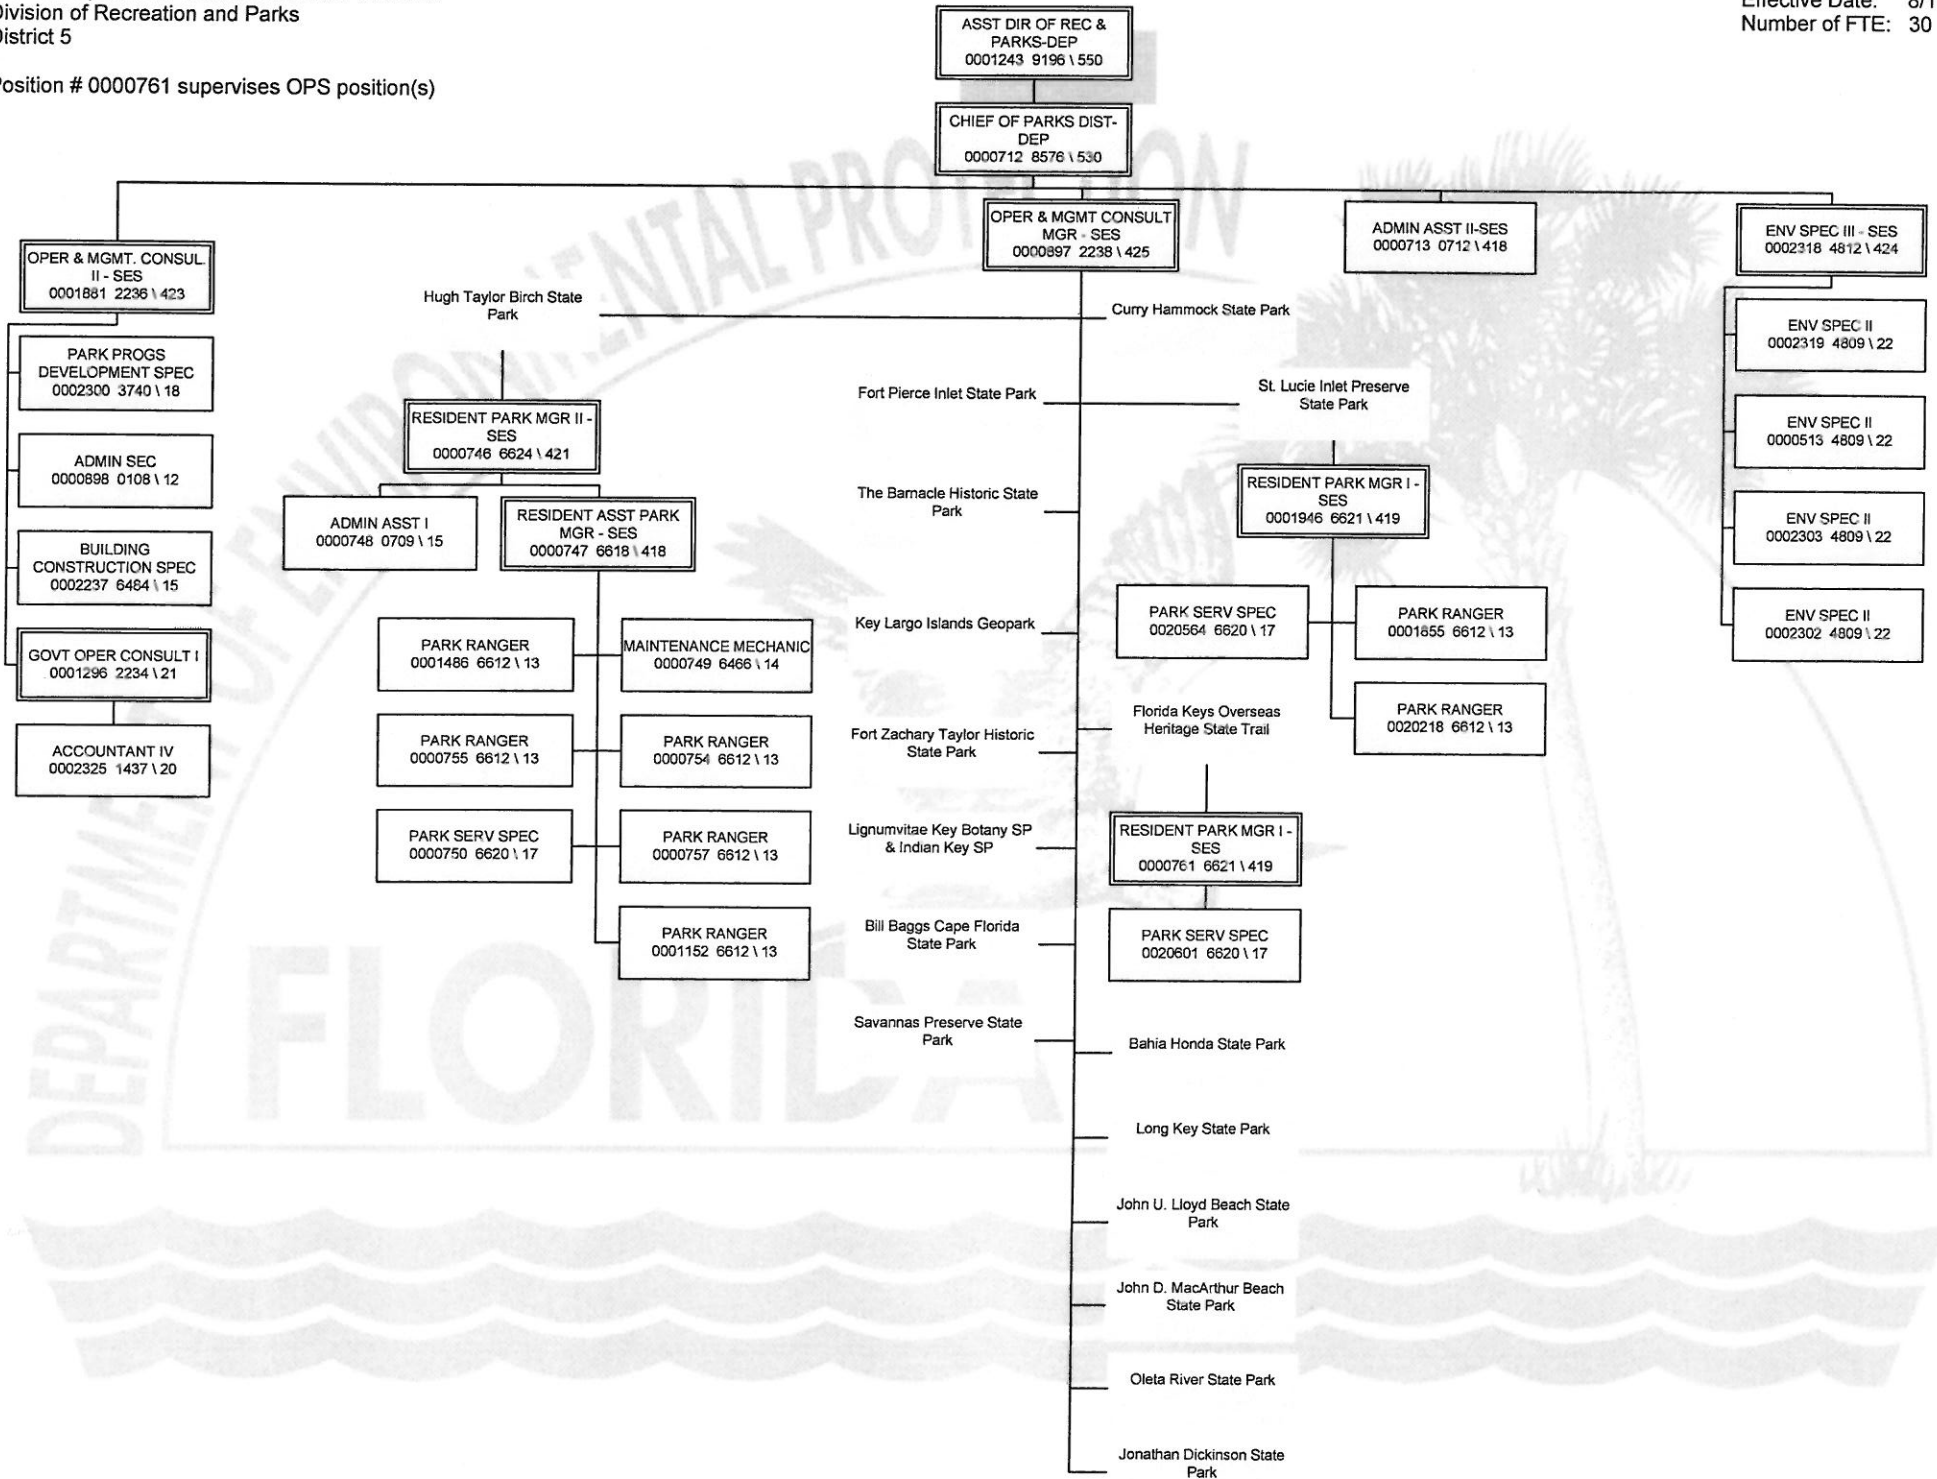 Division of Recreation and Parks
District 5
Position # 0000761 supervises OPS position(s)
Effective Date: 8/1
Number of FTE: 30
ASST DIR OF REC &
PARKS-DEP
0001243 9196 \ 550
CHIEF OF PARKS DIST-
DEP
0000712 8576 \ 530
OPER & MGMT. CONSUL.
II - SES
0001881 2236 \ 423
OPER & MGMT CONSULT
MGR - SES
0000897 2238 \ 425
ADMIN ASST II-SES
0000713 0712 \ 418
ENV SPEC III - SES
0002318 4812 \ 424
PARK PROGS
DEVELOPMENT SPEC
0002300 3740 \ 18
ADMIN SEC
0000898 0108 \ 12
BUILDING
CONSTRUCTION SPEC
0002237 6484 \ 15
GOVT OPER CONSULT I
0001296 2234 \ 21
ACCOUNTANT IV
0002325 1437 \ 20
Hugh Taylor Birch State
Park
RESIDENT PARK MGR II -
SES
0000746 6624 \ 421
ADMIN ASST I
0000748 0709 \ 15
RESIDENT ASST PARK
MGR - SES
0000747 6618 \ 418
PARK RANGER
0001486 6612 \ 13
MAINTENANCE MECHANIC
0000749 6466 \ 14
PARK RANGER
0000755 6612 \ 13
PARK RANGER
0000754 6612 \ 13
PARK SERV SPEC
0000750 6620 \ 17
PARK RANGER
0000757 6612 \ 13
PARK RANGER
0001152 6612 \ 13
Curry Hammock State Park
Fort Pierce Inlet State Park
St. Lucie Inlet Preserve
State Park
RESIDENT PARK MGR I -
SES
0001946 6621 \ 419
PARK SERV SPEC
0020564 6620 \ 17
PARK RANGER
0001855 6612 \ 13
PARK RANGER
0020218 6612 \ 13
The Barnacle Historic State
Park
Key Largo Islands Geopark
Florida Keys Overseas
Heritage State Trail
Fort Zachary Taylor Historic
State Park
RESIDENT PARK MGR I -
SES
0000761 6621 \ 419
PARK SERV SPEC
0020601 6620 \ 17
Lignumvitae Key Botany SP
& Indian Key SP
Bill Baggs Cape Florida
State Park
Savannas Preserve State
Park
Bahia Honda State Park
Long Key State Park
John U. Lloyd Beach State
Park
John D. MacArthur Beach
State Park
Oleta River State Park
Jonathan Dickinson State
Park
ENV SPEC II
0002319 4809 \ 22
ENV SPEC II
0000513 4809 \ 22
ENV SPEC II
0002303 4809 \ 22
ENV SPEC II
0002302 4809 \ 22
DEPARTMENT OF ENVIRONMENTAL PROTECTION
FLORIDA